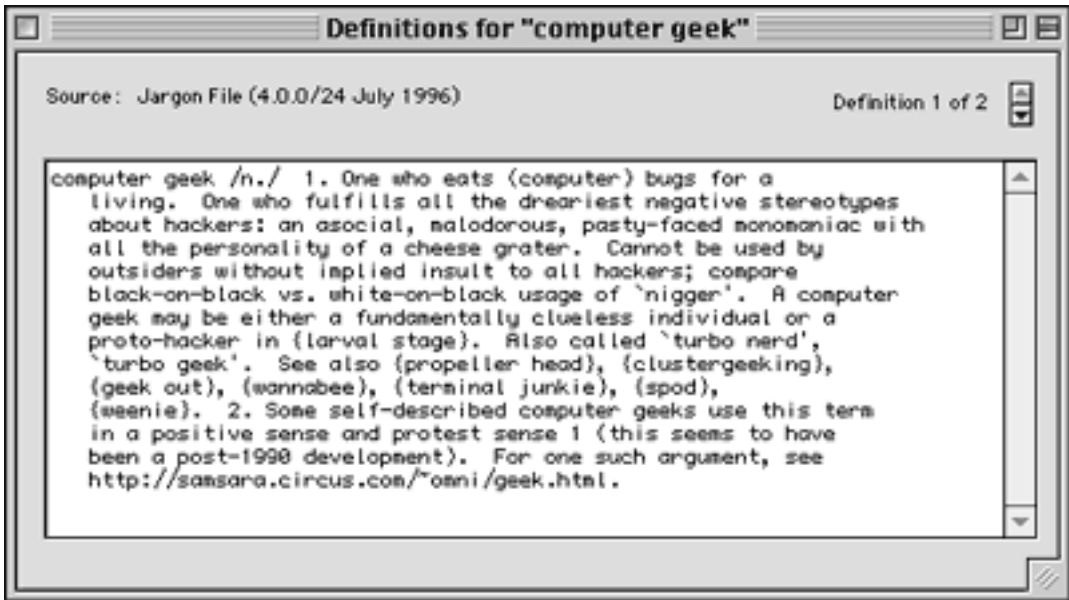 Definitions for "computer geek"
Source: Jargon File (4.0.0/24 July 1996)
Definition 1 of 2
computer geek /n./  1. One who eats (computer) bugs for a
living.  One who fulfills all the dreariest negative stereotypes
about hackers: an asocial, malodorous, pasty-faced monomaniac with
all the personality of a cheese grater.  Cannot be used by
outsiders without implied insult to all hackers; compare
black-on-black vs. white-on-black usage of `nigger'.  A computer
geek may be either a fundamentally clueless individual or a
proto-hacker in {larval stage}.  Also called `turbo nerd',
`turbo geek'.  See also {propeller head}, {clustergeeking},
{geek out}, {wannabee}, {terminal junkie}, {spod},
{weenie}.  2. Some self-described computer geeks use this term
in a positive sense and protest sense 1 (this seems to have
been a post-1990 development).  For one such argument, see
http://samsara.circus.com/~omni/geek.html.